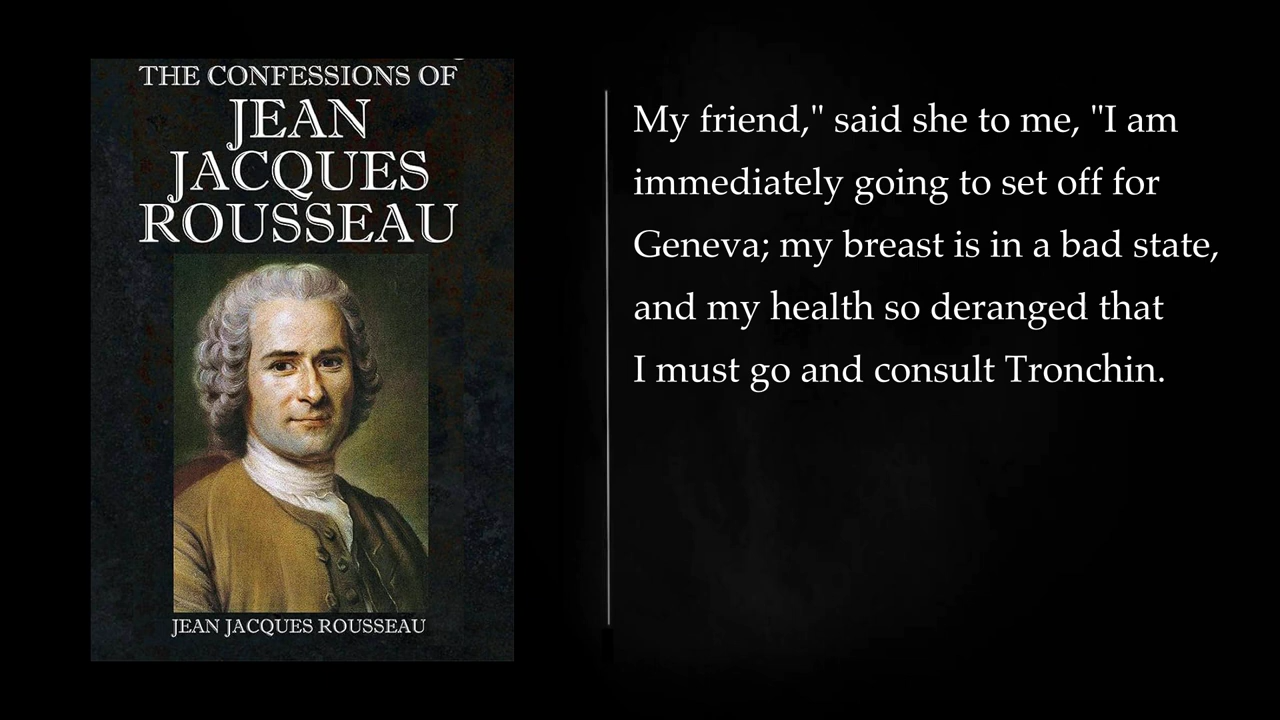 THE CONFESSIONS OF
JEAN
JACQUES
ROUSSEAU
JEAN JACQUES ROUSSEAU
My friend," said she to me, "I am
immediately going to set off for
Geneva; my breast is in a bad state,
and my health so deranged that
I must go and consult Tronchin.